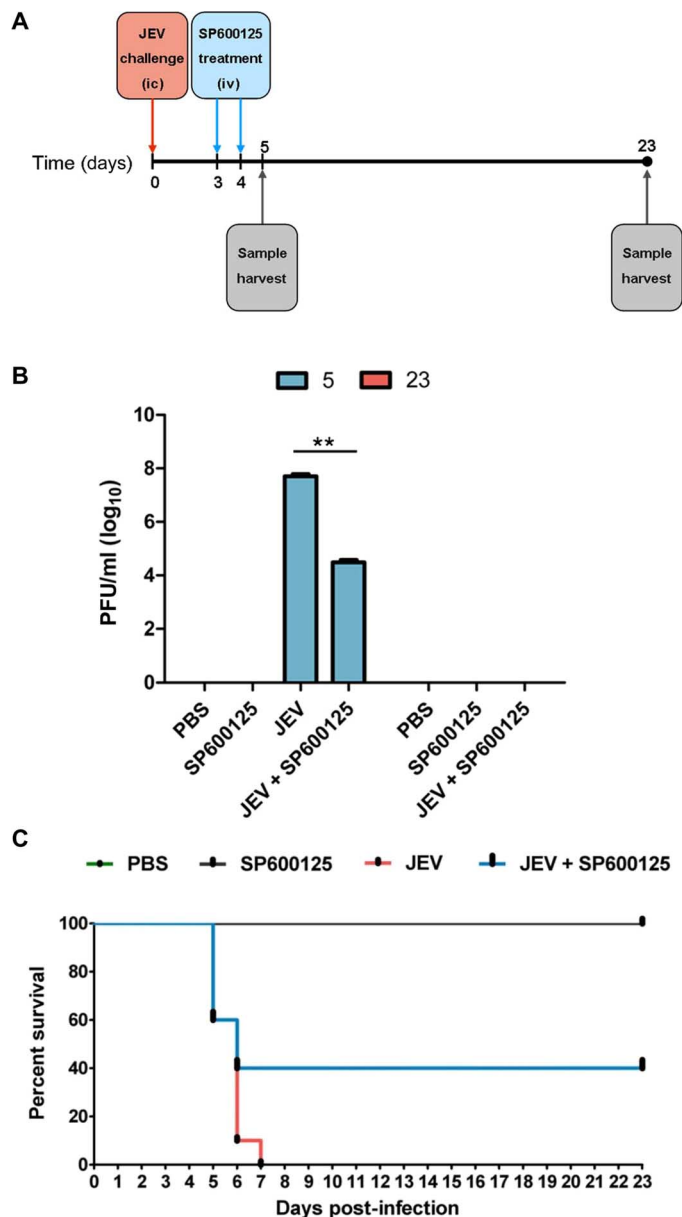 A
JEV
challenge
(ic)
SP600125
treatment
(iv)
Time (days)
0
3
4
5
23
Sample
harvest
Sample
harvest
B
5 23
**
PFU/ml (log10)
10
8
6
4
2
0
PBS
SP600125
JEV
JEV + SP600125
PBS
SP600125
JEV + SP600125
C
PBS SP600125 JEV JEV + SP600125
Percent survival
100
80
60
40
20
0
0 1 2 3 4 5 6 7 8 9 10 11 12 13 14 15 16 17 18 19 20 21 22 23
Days post-infection